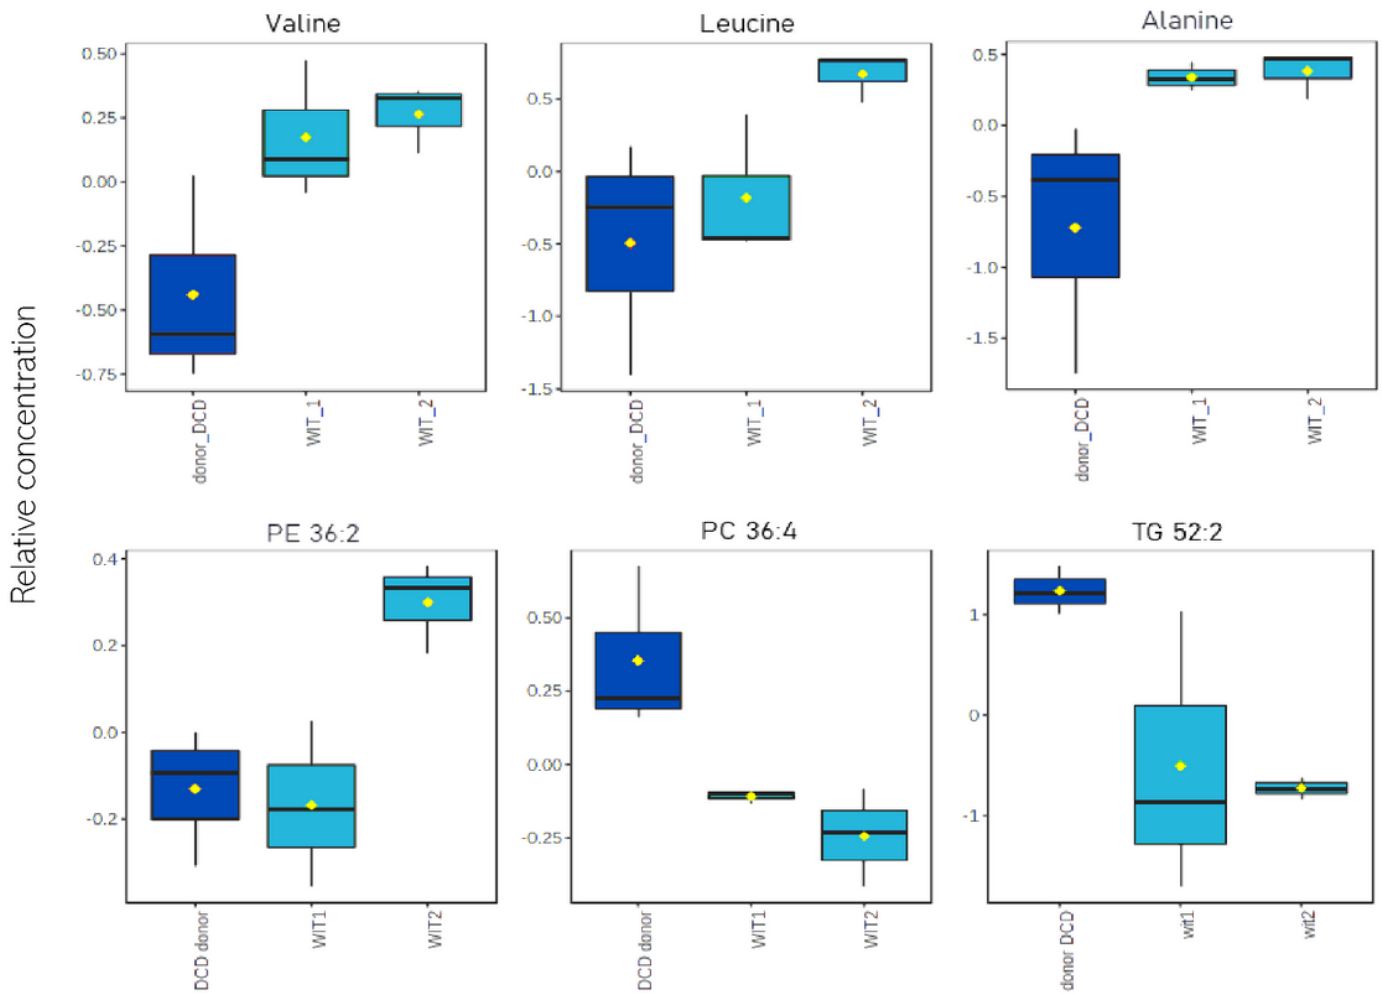 Relative concentration
Valine
0.50
0.25
0.00
-0.25
-0.50
-0.75
donor_DCD
WIT_1
WIT_2
Leucine
0.5
0.0
-0.5
-1.0
-1.5
donor_DCD
WIT_1
WIT_2
Alanine
0.5
0.0
-0.5
-1.0
-1.5
donor_DCD
WIT_1
WIT_2
PE 36:2
0.4
0.2
0.0
-0.2
DCD donor
WIT1
WIT2
PC 36:4
0.50
0.25
0.00
-0.25
DCD donor
WIT1
WIT2
TG 52:2
1
0
-1
donor DCD
wit1
wit2